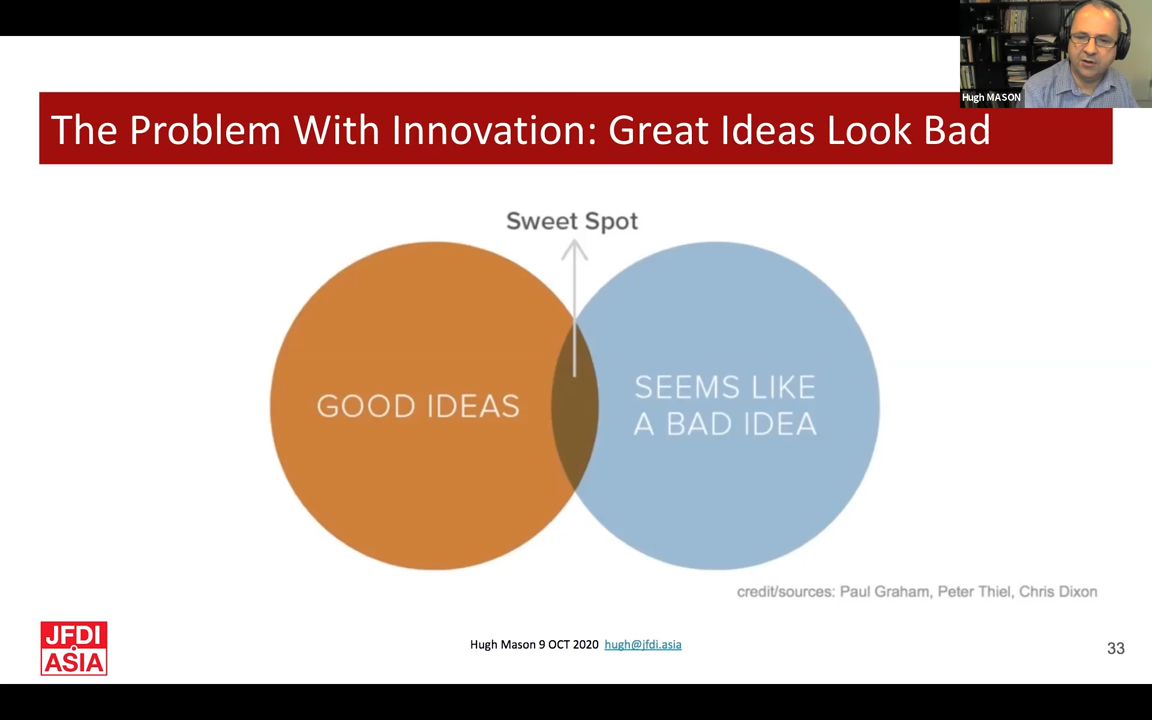 Hugh MASON
The Problem With Innovation: Great Ideas Look Bad
Sweet Spot
GOOD IDEAS
SEEMS LIKE
A BAD IDEA
credit/sources: Paul Graham, Peter Thiel, Chris Dixon
JFDI
ASIA
Hugh Mason 9 OCT 2020 hugh@jfdi.asia
33